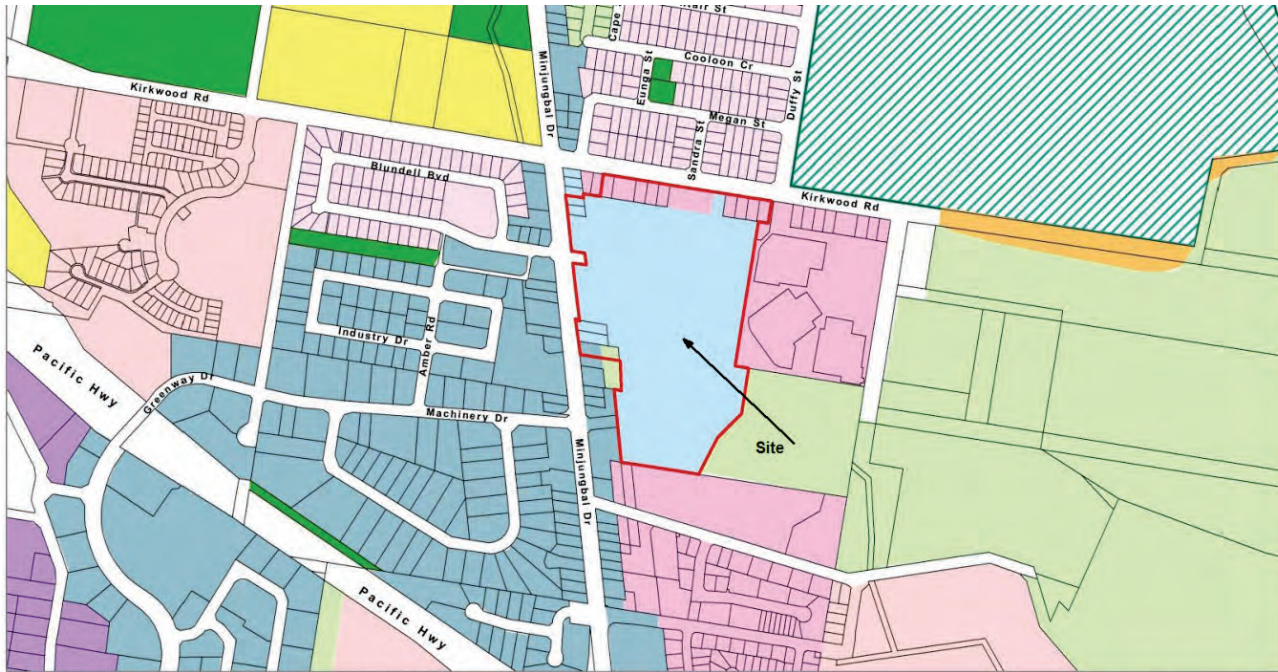 Cooloon Cr
Eunga St
Duffy St
Megan St
Sandra St
Minjungbal Dr
Kirkwood Rd
Blundell Bvd
Kirkwood Rd
Industry Dr
Amber Rd
Pacific Hwy
Greenway Dr
Machinery Dr
Site
Minjungbal Dr
Pacific Hwy